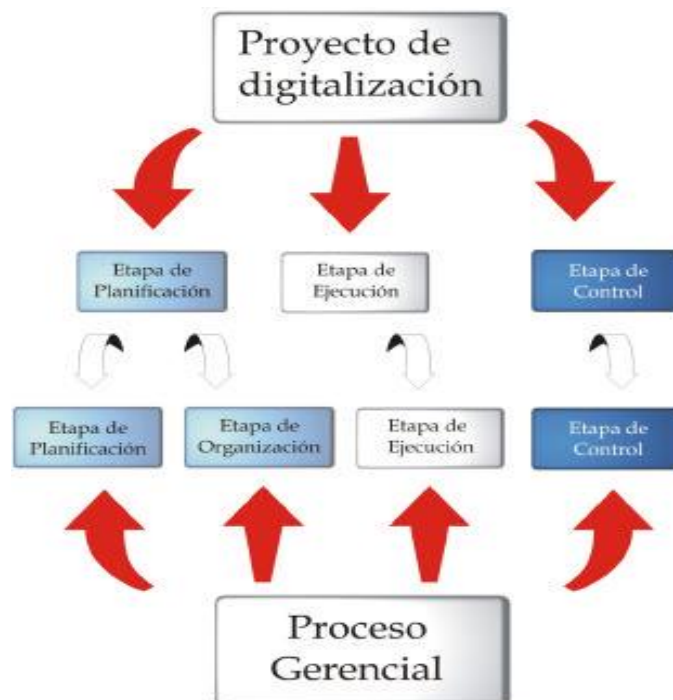 Proyecto de
digitalización
Etapa de
Planificación
Etapa de
Ejecución
Etapa de
Control
Etapa de
Planificación
Etapa de
Organización
Etapa de
Ejecución
Etapa de
Control
Proceso
Gerencial